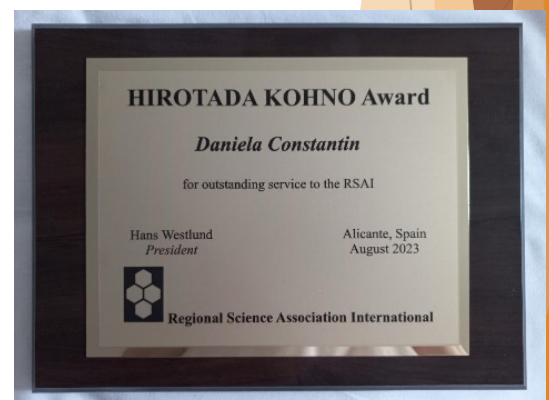 HIROTADA KOHNO Award
Daniela Constantin
for outstanding service to the RSAI
Hans Westlund
President
Alicante, Spain
August 2023
Regional Science Association International